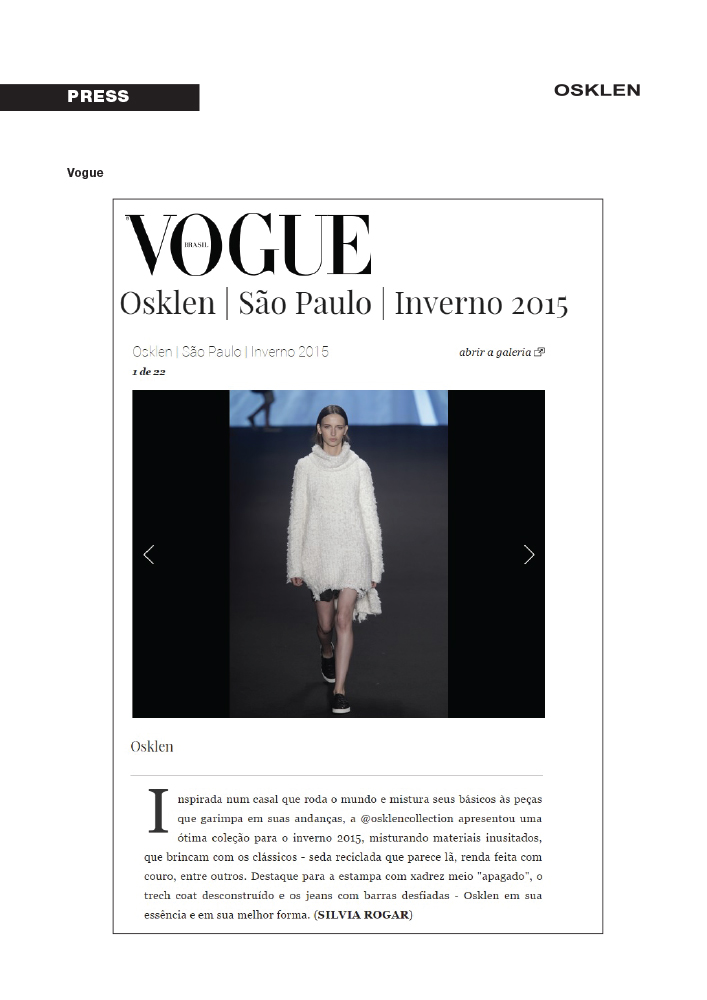 PRESS
OSKLEN
Vogue
VOGUE
BRASIL
Osklen | São Paulo | Inverno 2015
Osklen | São Paulo | Inverno 2015
abrir a galeria
1 de 22
Osklen
Inspirada num casal que roda o mundo e mistura seus básicos às peças
que garimpa em suas andanças, a @osklencollection apresentou uma
ótima coleção para o inverno 2015, misturando materiais inusitados,
que brincam com os clássicos - seda reciclada que parece lã, renda feita com
couro, entre outros. Destaque para a estampa com xadrez meio "apagado", o
trech coat desconstruído e os jeans com barras desfiadas - Osklen em sua
essência e em sua melhor forma. (SILVIA ROGAR)